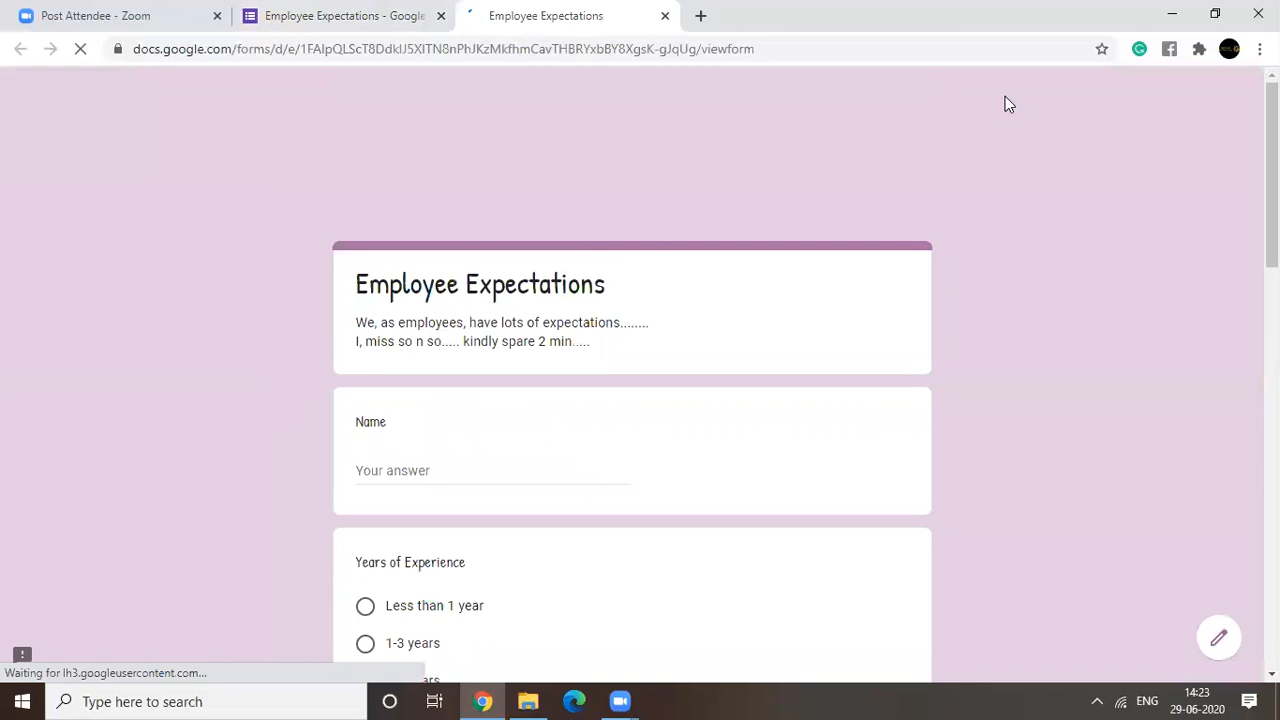 Post Attendee - Zoom
Employee Expectations - Google
Employee Expectations
docs.google.com/forms/d/e/1FAIpQLScT8DdkIJ5XITN8nPhJKzMkfhmCavTHBRYxbBY8XgsK-gJqUg/viewform
Employee Expectations
We, as employees, have lots of expectations........
I, miss so n so..... kindly spare 2 min.....
Name
Your answer
Years of Experience
Less than 1 year
1-3 years
Waiting for lh3.googleusercontent.com...
Type here to search
ENG
14:23
29-06-2020